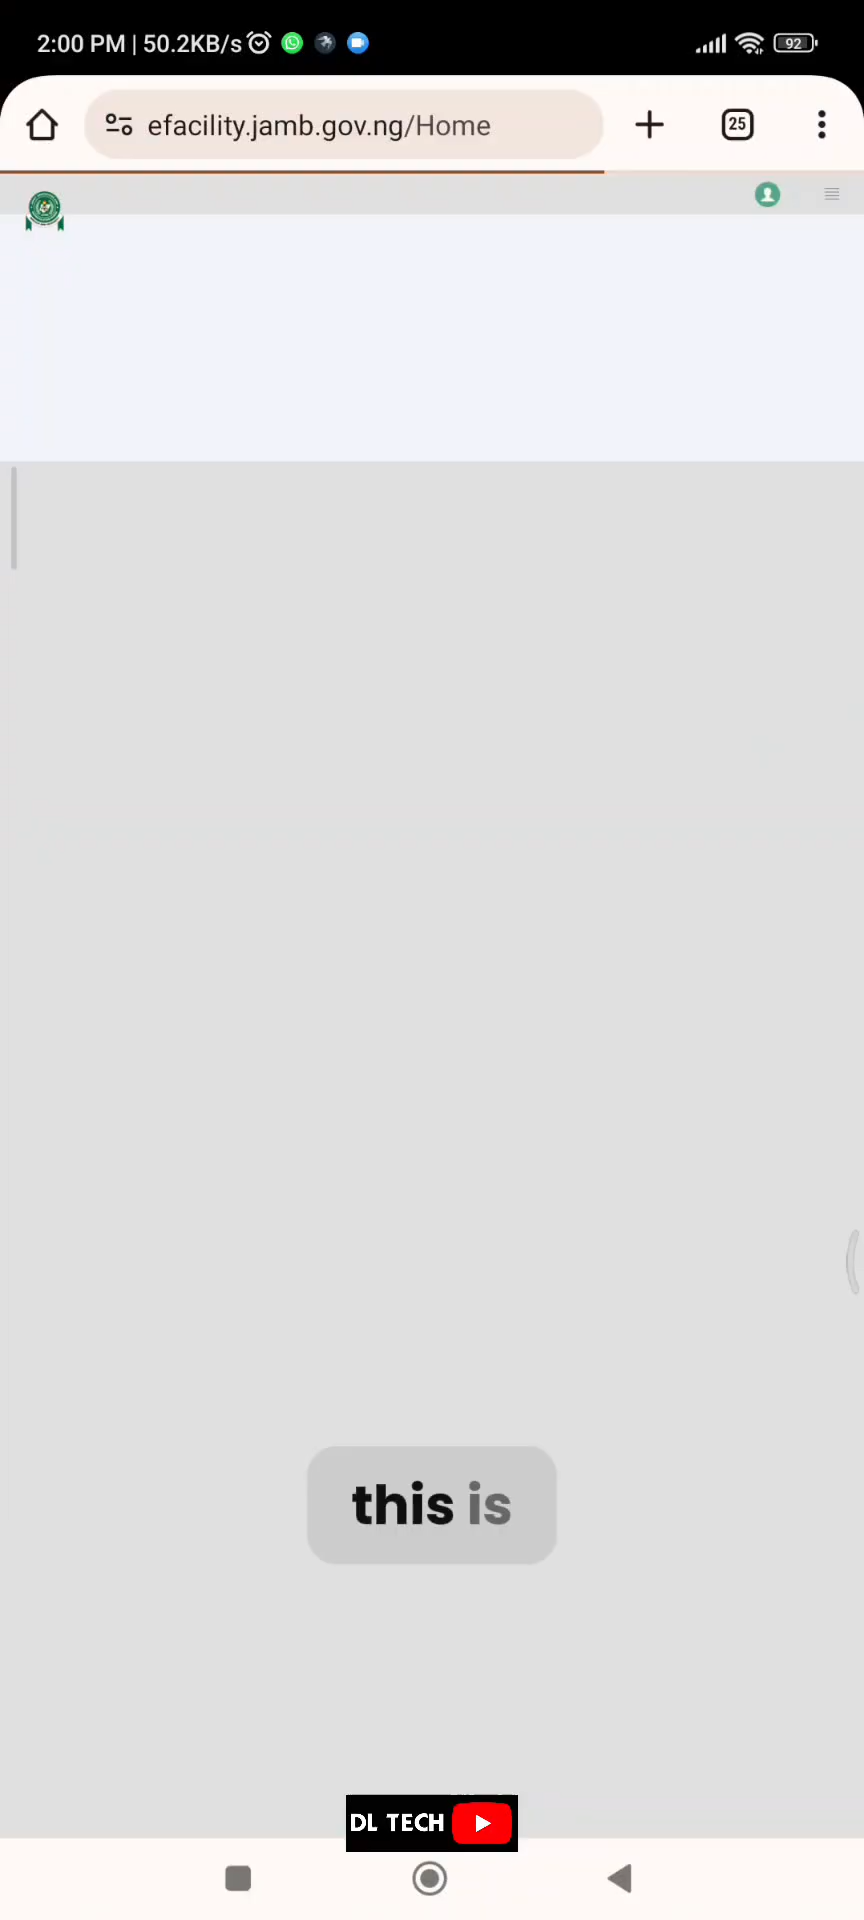 2:00 PM | 50.2KB/s
92
efacility.jamb.gov.ng/Home
25
this is
DL TECH